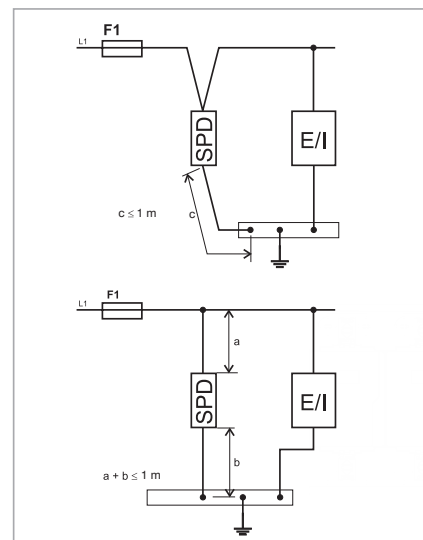 F1
L1
SPD
E/I
c ≤ 1 m
c
F1
L1
a
SPD
E/I
b
a + b ≤ 1 m